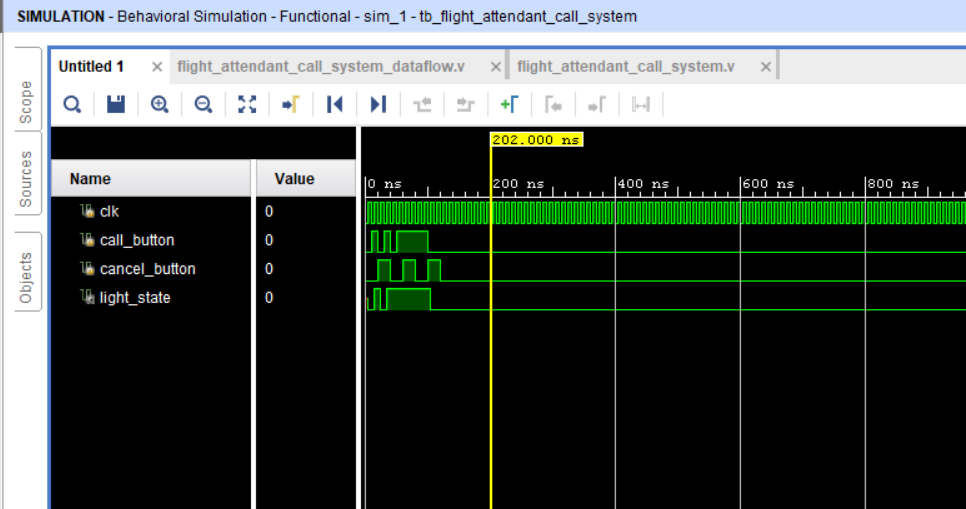 SIMULATION - Behavioral Simulation - Functional - sim_1 - tb_flight_attendant_call_system
Scope
Sources
Objects
Untitled 1 × flight_attendant_call_system_dataflow.v × flight_attendant_call_system.v ×
202.000 ns
Name Value
0 ns 200 ns 400 ns 600 ns 800 ns
clk 0
call_button 0
cancel_button 0
light_state 0